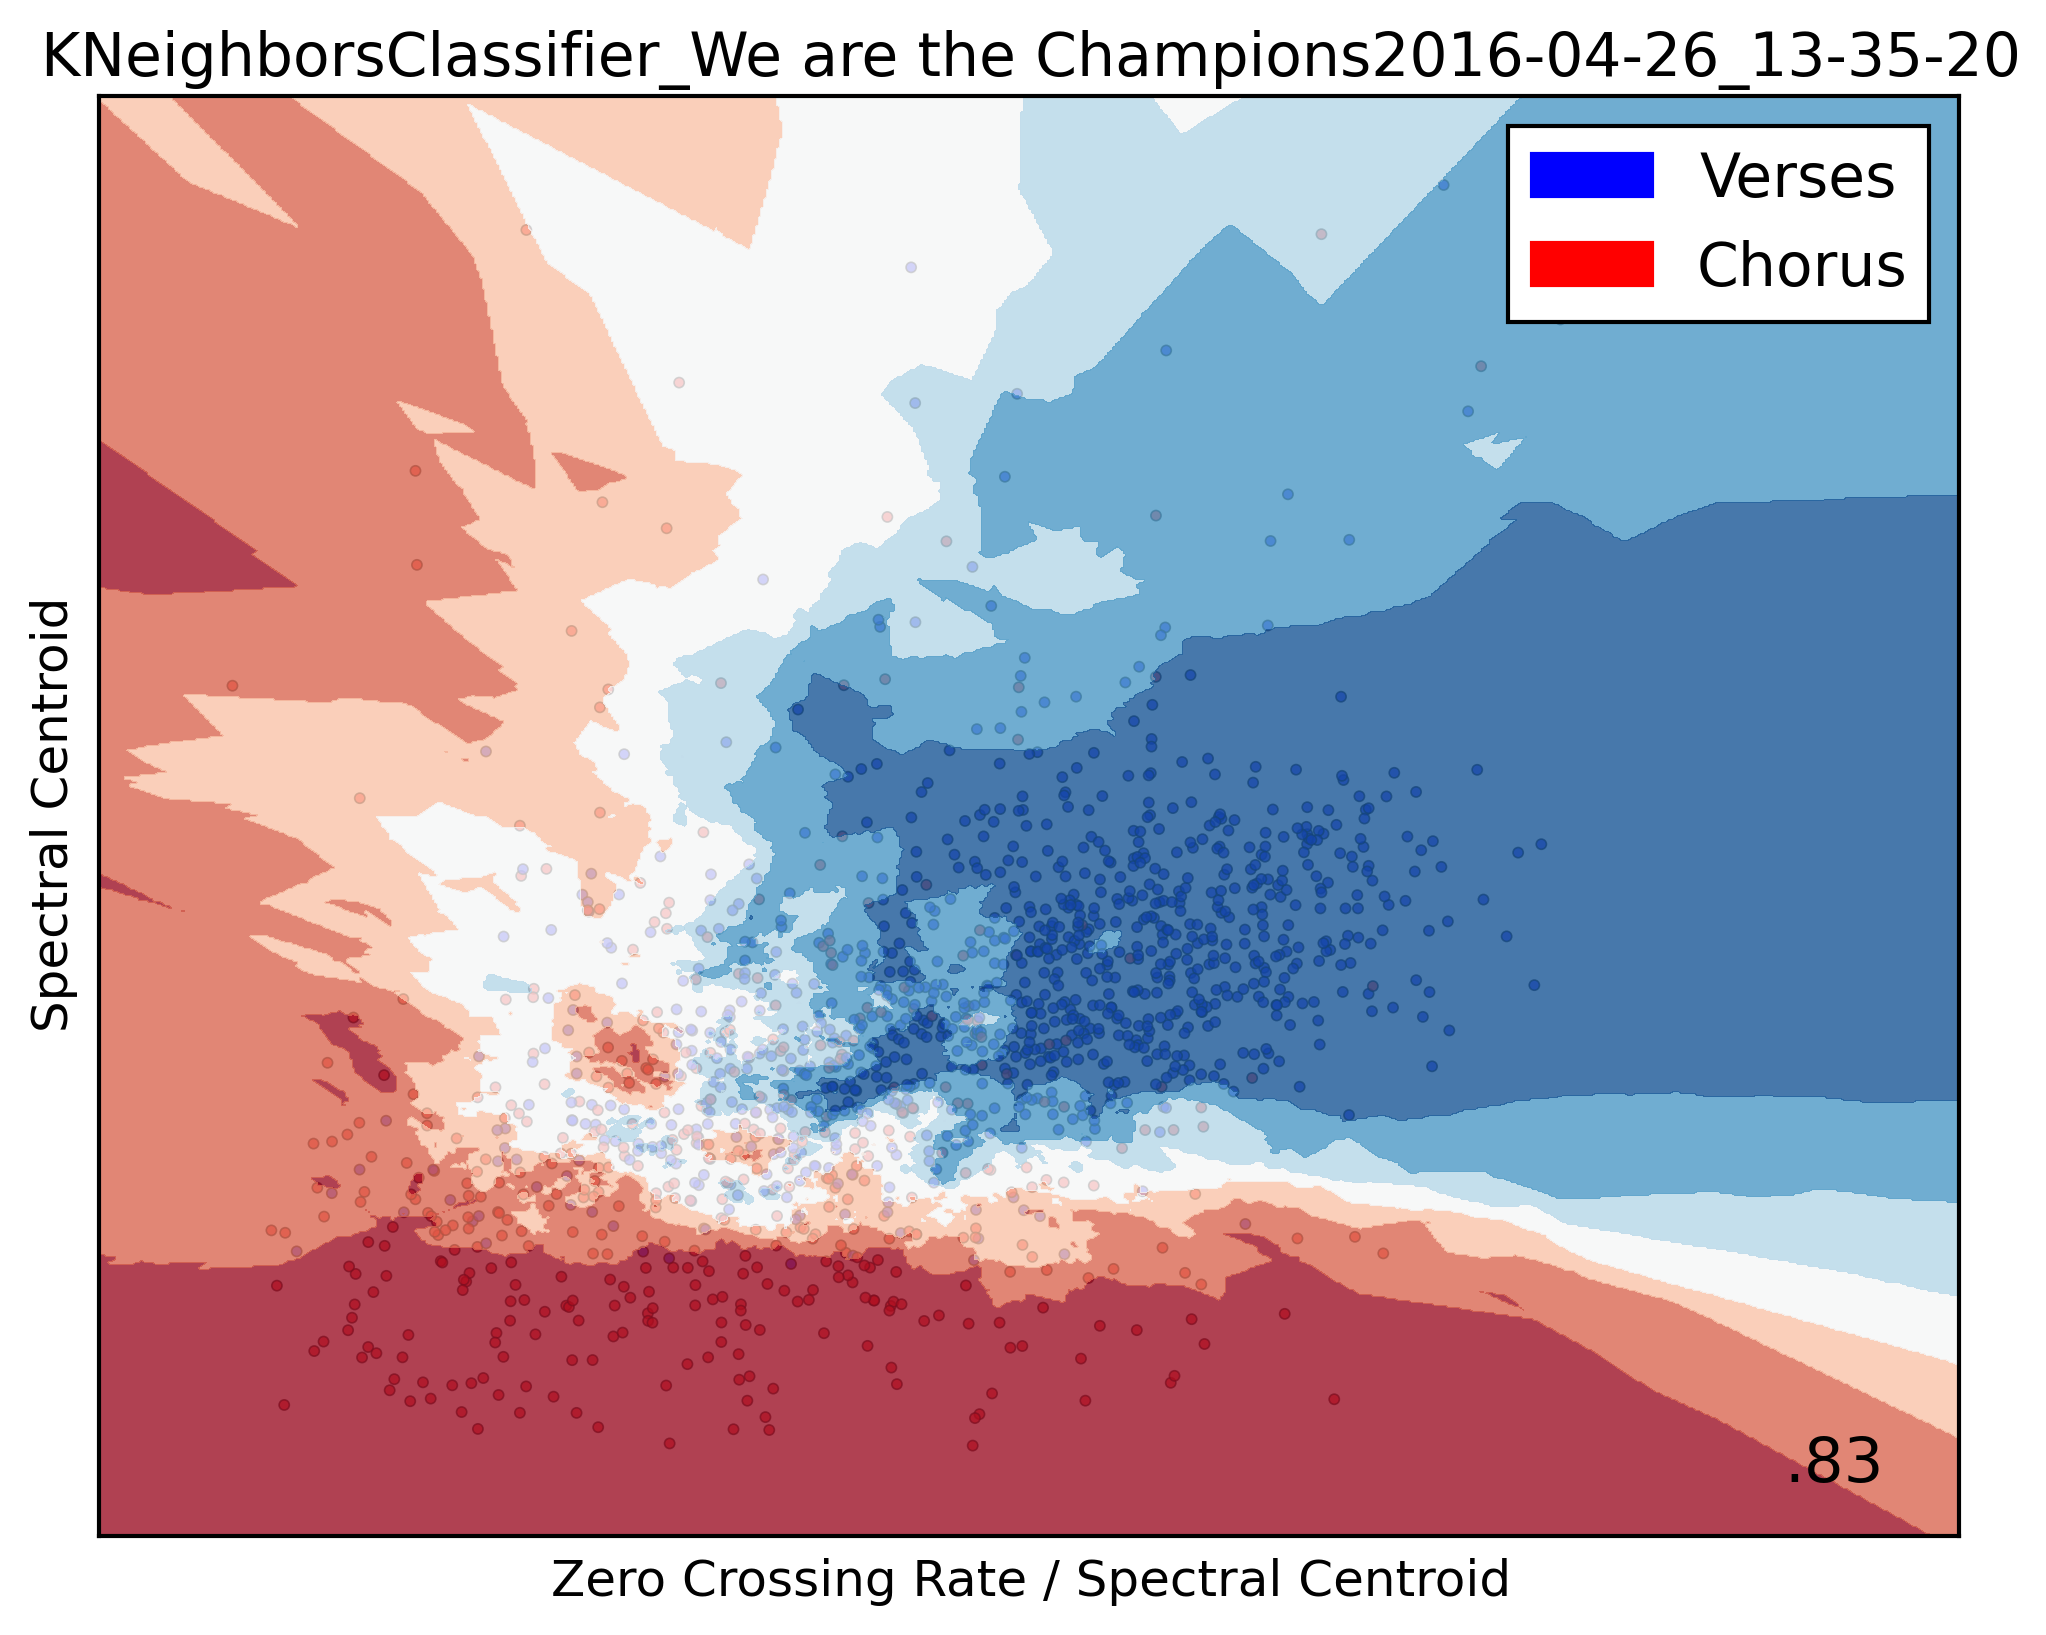 KNeighborsClassifier_We are the Champions2016-04-26_13-35-20
Verses
Chorus
Spectral Centroid
.83
Zero Crossing Rate / Spectral Centroid